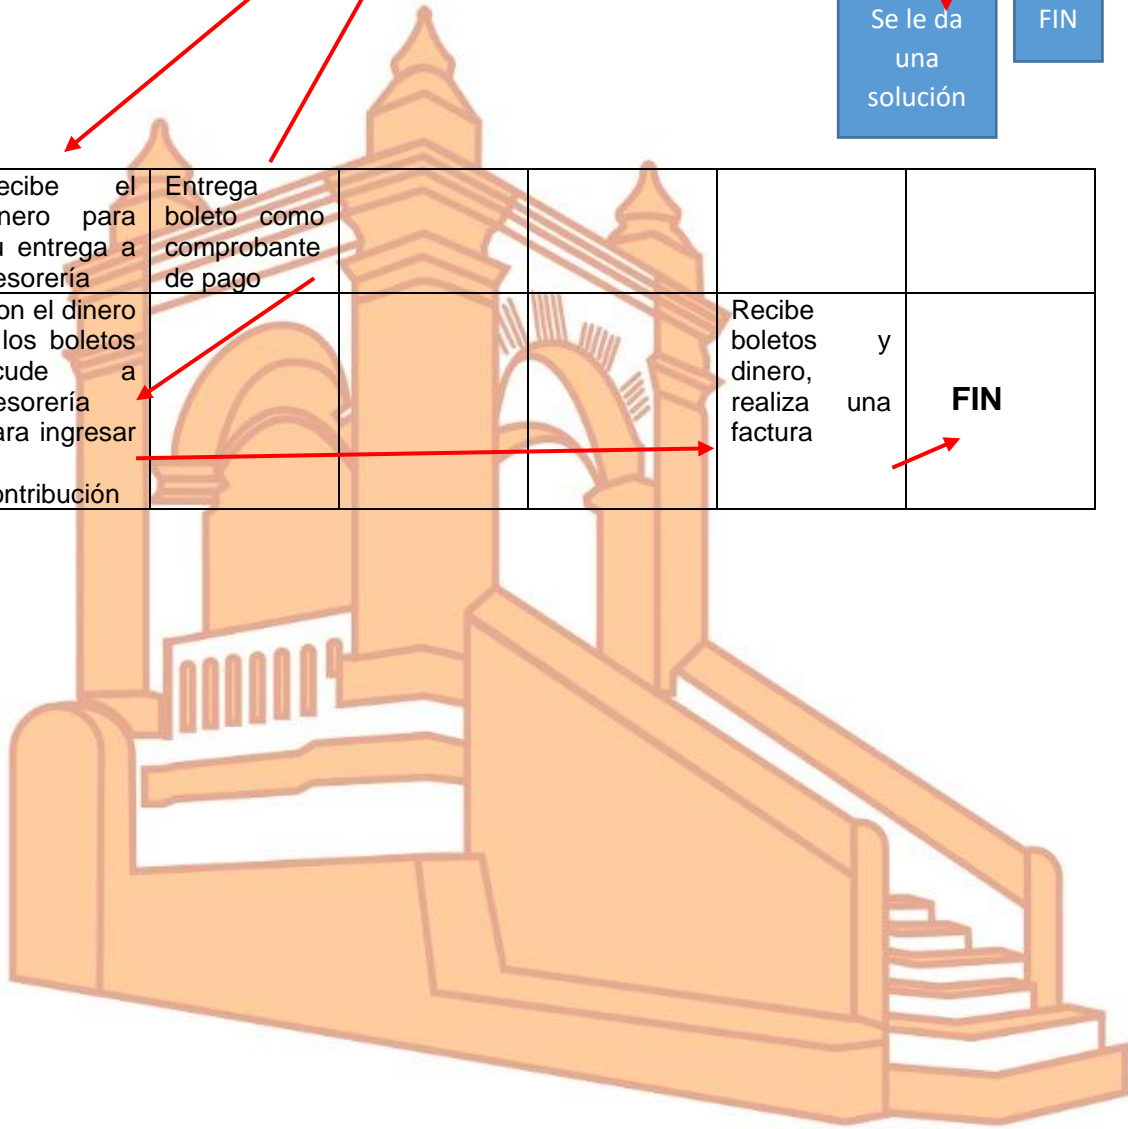 Se le da
una
solución
FIN
ecibe el
nero para
u entrega a
esorería
Entrega
boleto como
comprobante
de pago
on el dinero
los boletos
cude a
esorería
ara ingresar
ontribución
Recibe
boletos y
dinero,
realiza una
factura
FIN